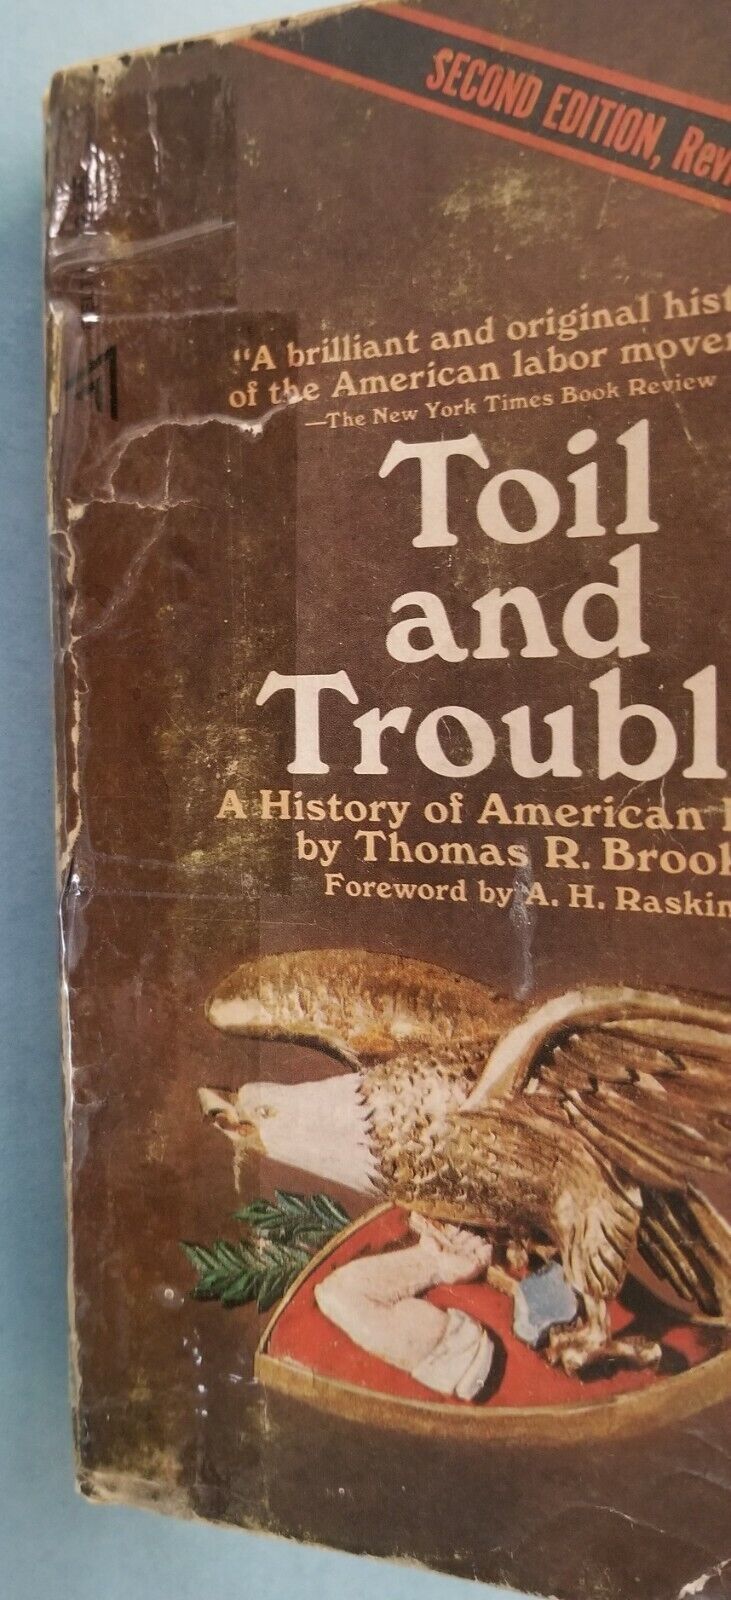 SECOND EDITION, Revi
"A brilliant and original hist
of the American labor mover
—The New York Times Book Review
Toil
and
Troubl
A History of American
by Thomas R. Brook
Foreword by A. H. Raskin